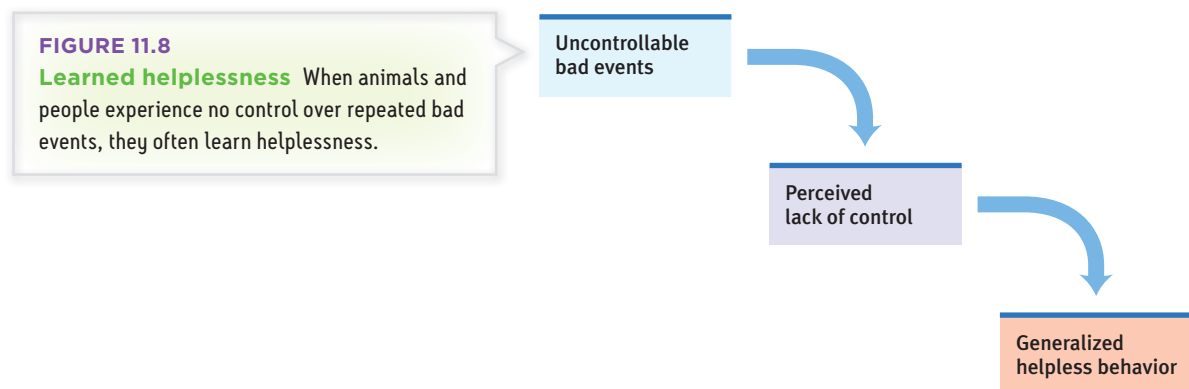 FIGURE 11.8
Learned helplessness When animals and
people experience no control over repeated bad
events, they often learn helplessness.
Uncontrollable
bad events
Perceived
lack of control
Generalized
helpless behavior